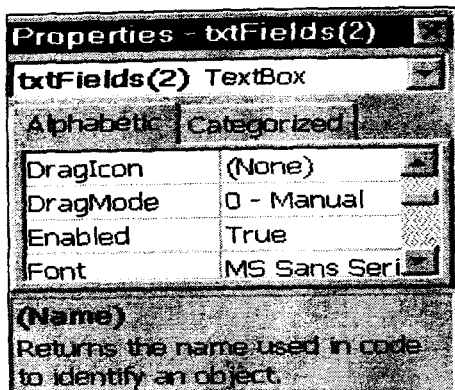 Properties - txtFields(2)
txtFields(2) TextBox
Alphabetic Categorized
DragIcon (None)
DragMode 0 - Manual
Enabled True
Font MS Sans Seri
(Name)
Returns the name used in code
to identify an object.